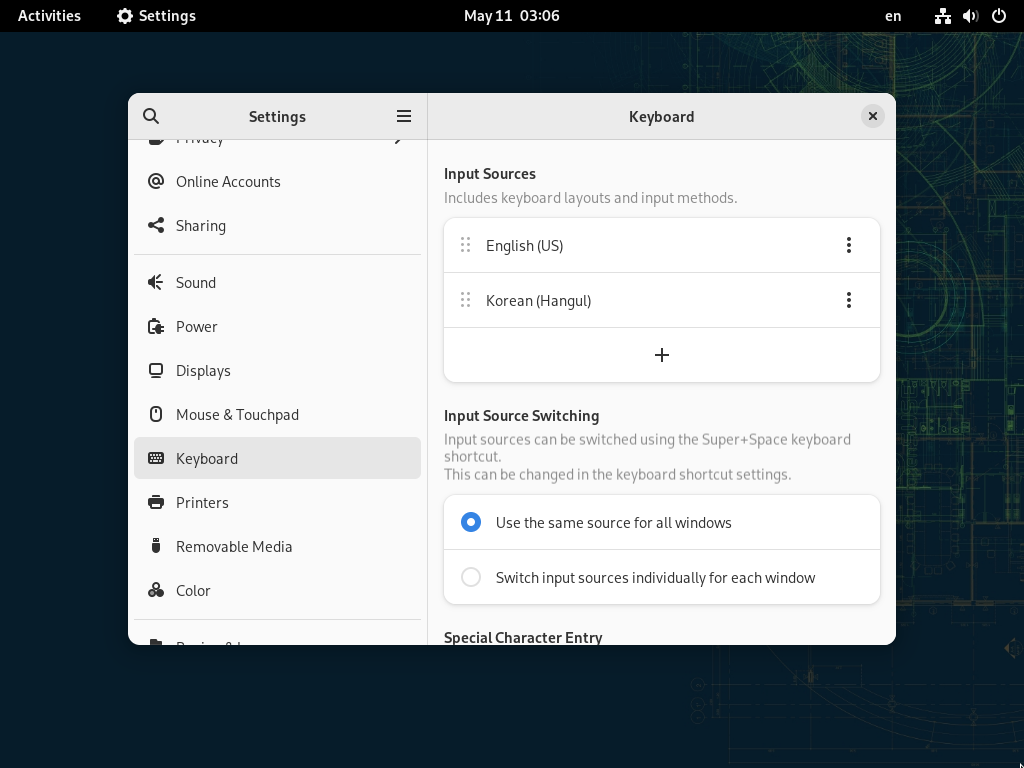 Activities
Settings
May 11 03:06
en
Settings
Keyboard
Privacy
Online Accounts
Sharing
Sound
Power
Displays
Mouse & Touchpad
Keyboard
Printers
Removable Media
Color
Input Sources
Includes keyboard layouts and input methods.
English (US)
Korean (Hangul)
Input Source Switching
Input sources can be switched using the Super+Space keyboard
shortcut.
This can be changed in the keyboard shortcut settings.
Use the same source for all windows
Switch input sources individually for each window
Special Character Entry